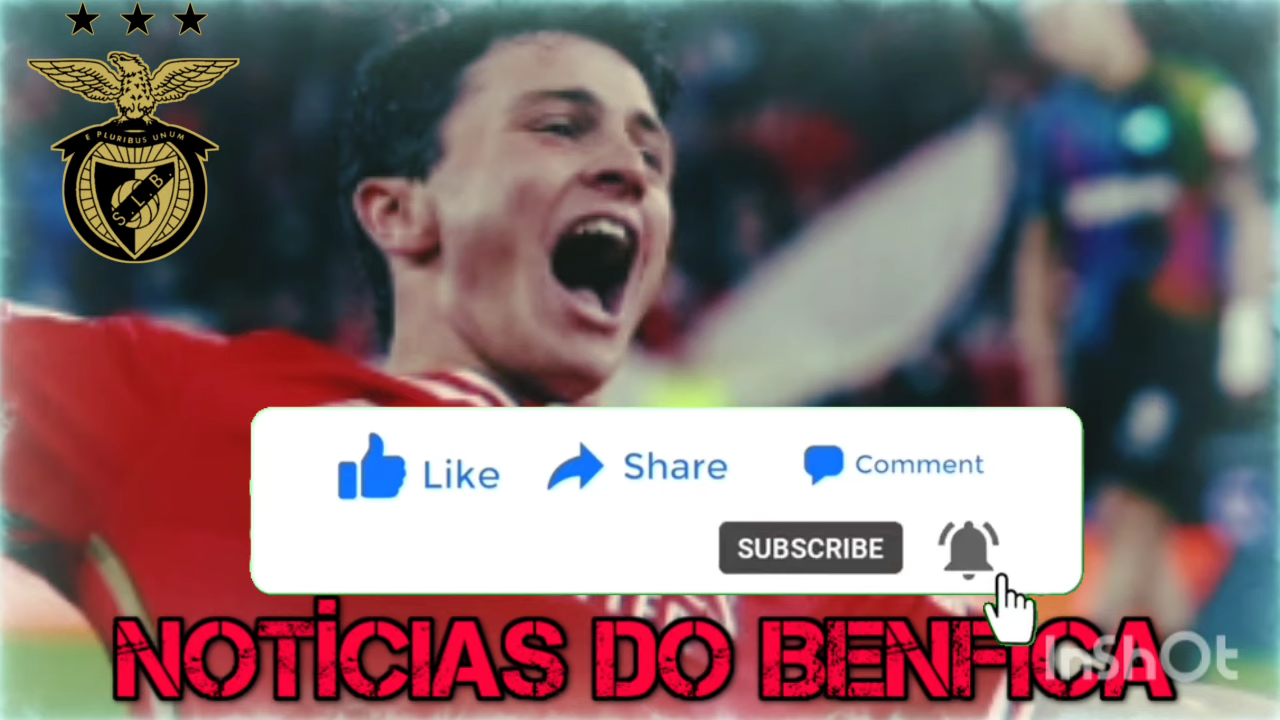 E PLURIBUS UNUM
S.L.B.
Like
Share
Comment
SUBSCRIBE
NOTÍCIAS DO BENFICA
InShOt